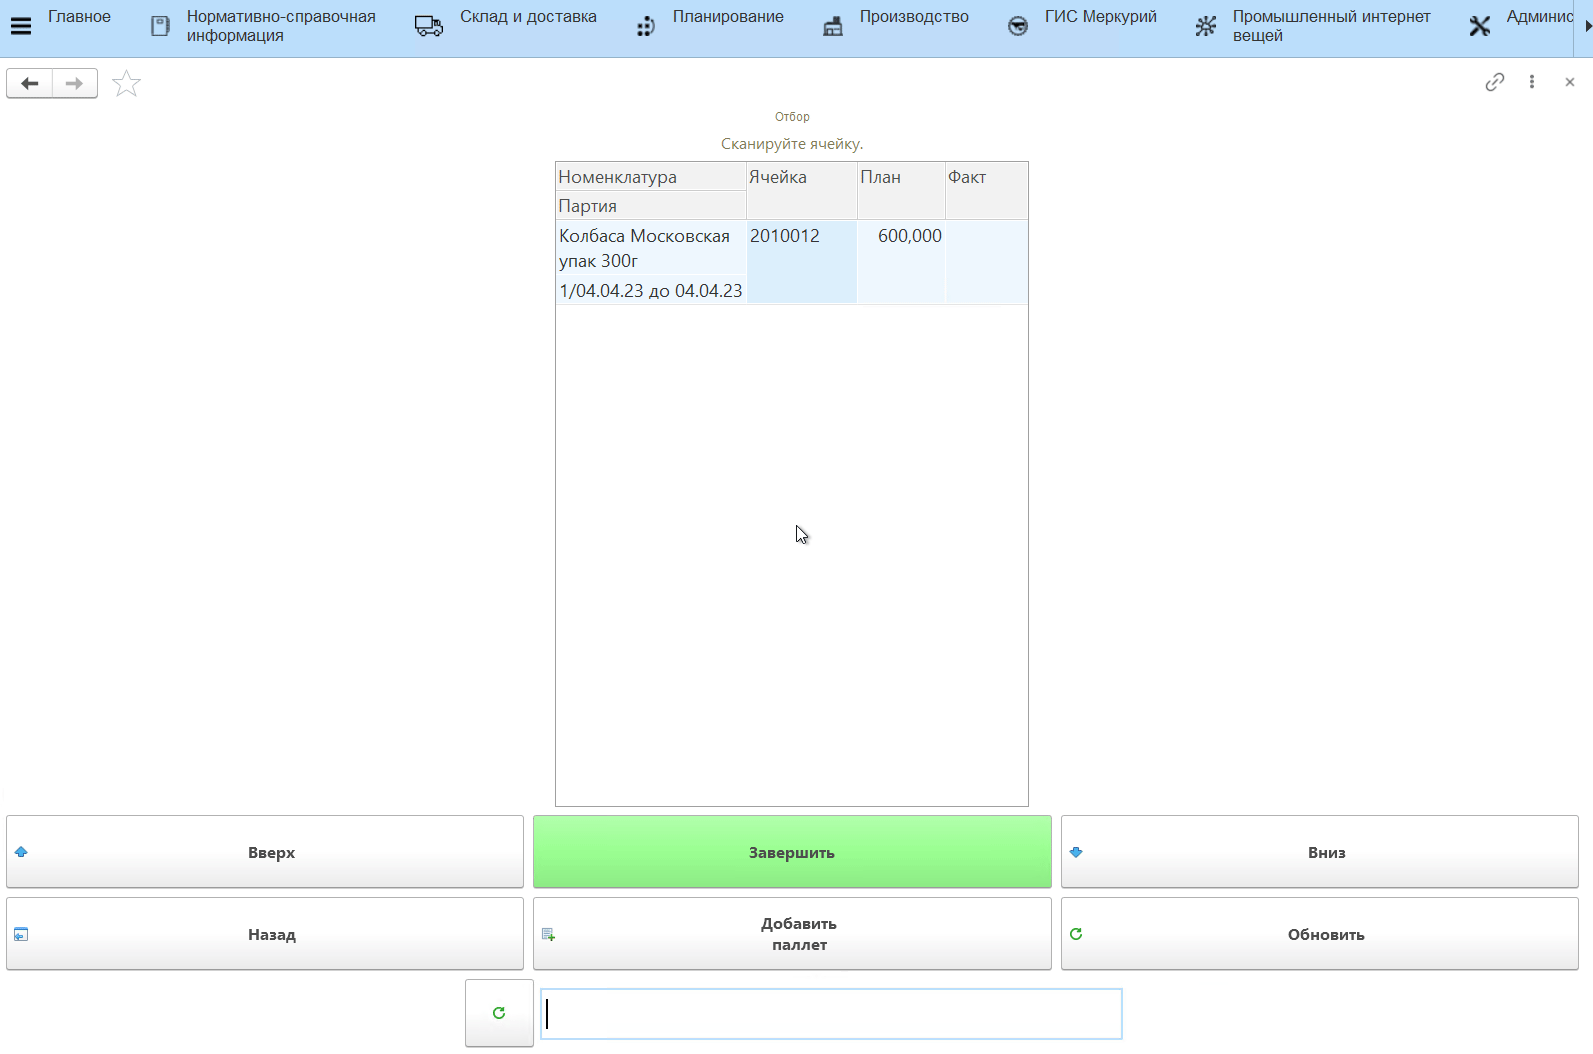 Главное
Нормативно-справочная
информация
Склад и доставка
Планирование
Производство
ГИС Меркурий
Промышленный интернет
вещей
Админис
Отбор
Сканируйте ячейку.
Номенклатура Ячейка План Факт
Партия
Колбаса Московская 2010012 600,000
упак 300г
1/04.04.23 до 04.04.23
Вверх Завершить Вниз
Назад
Добавить
паллет
Обновить